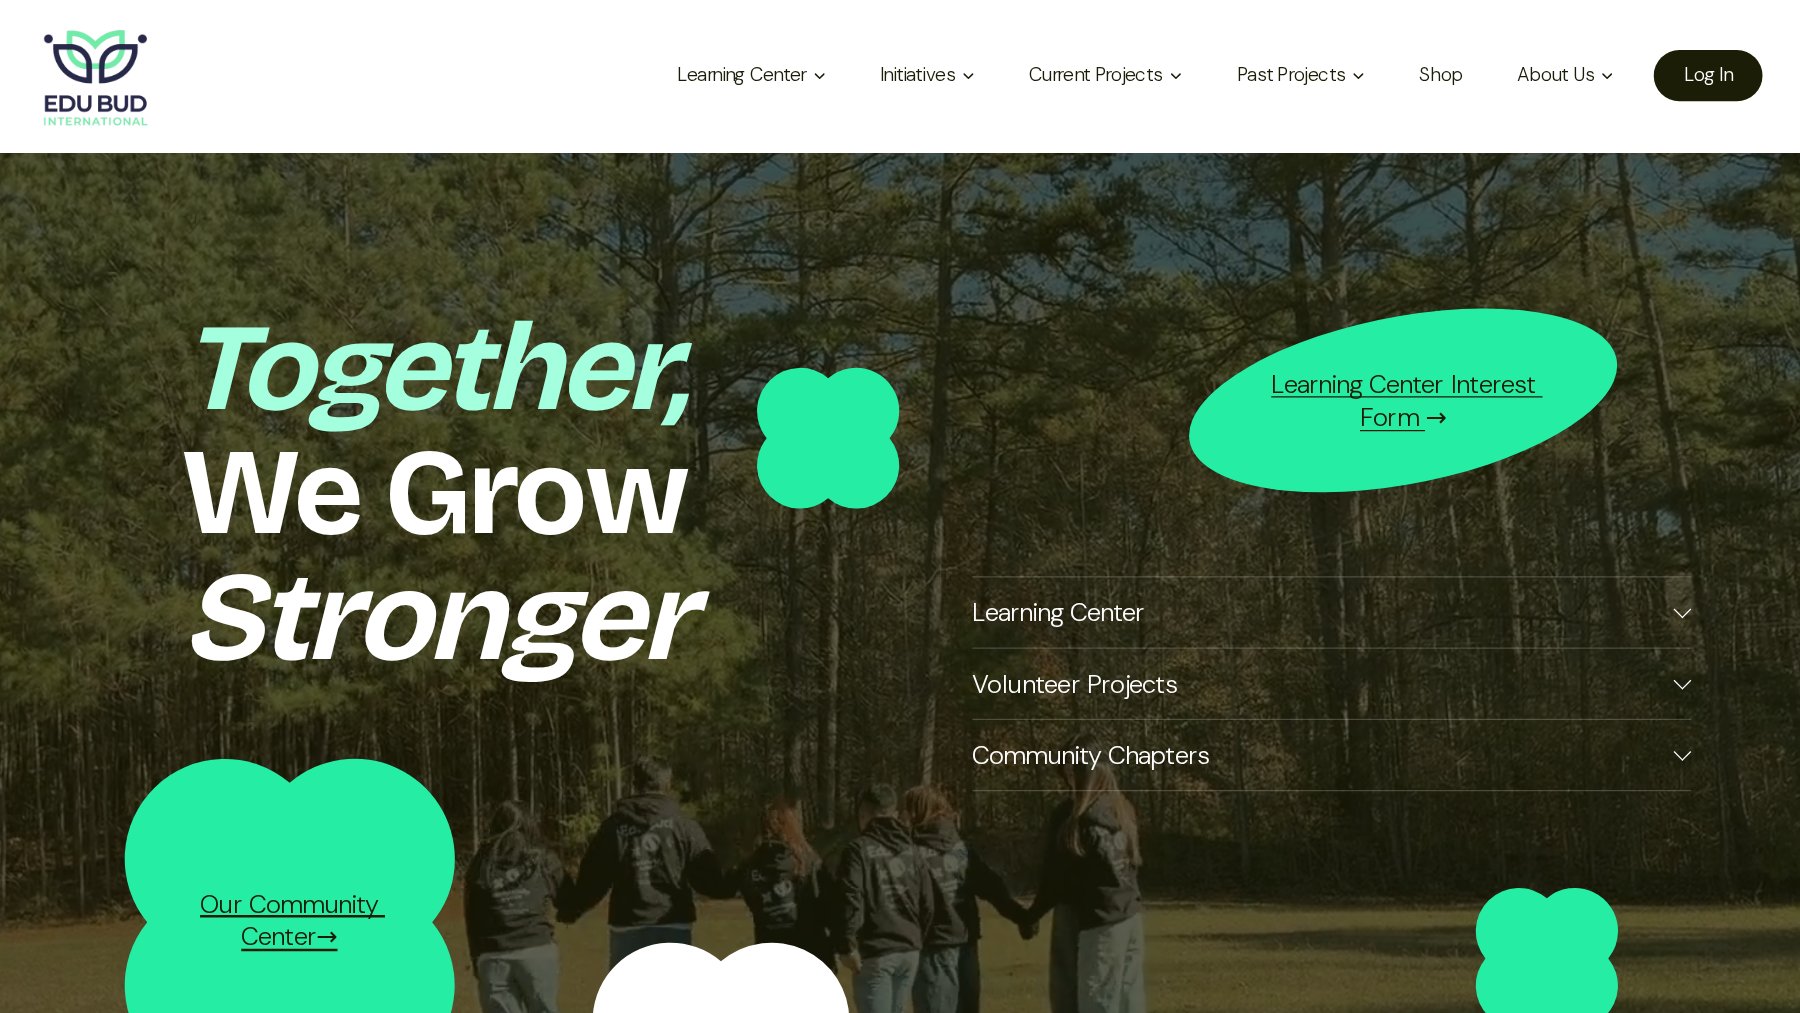 EDU BUD
INTERNATIONAL
Learning Center
Initiatives
Current Projects
Past Projects
Shop
About Us
Log In
Together,
We Grow
Stronger
Learning Center Interest
Form →
Learning Center
Volunteer Projects
Community Chapters
Our Community
Center→